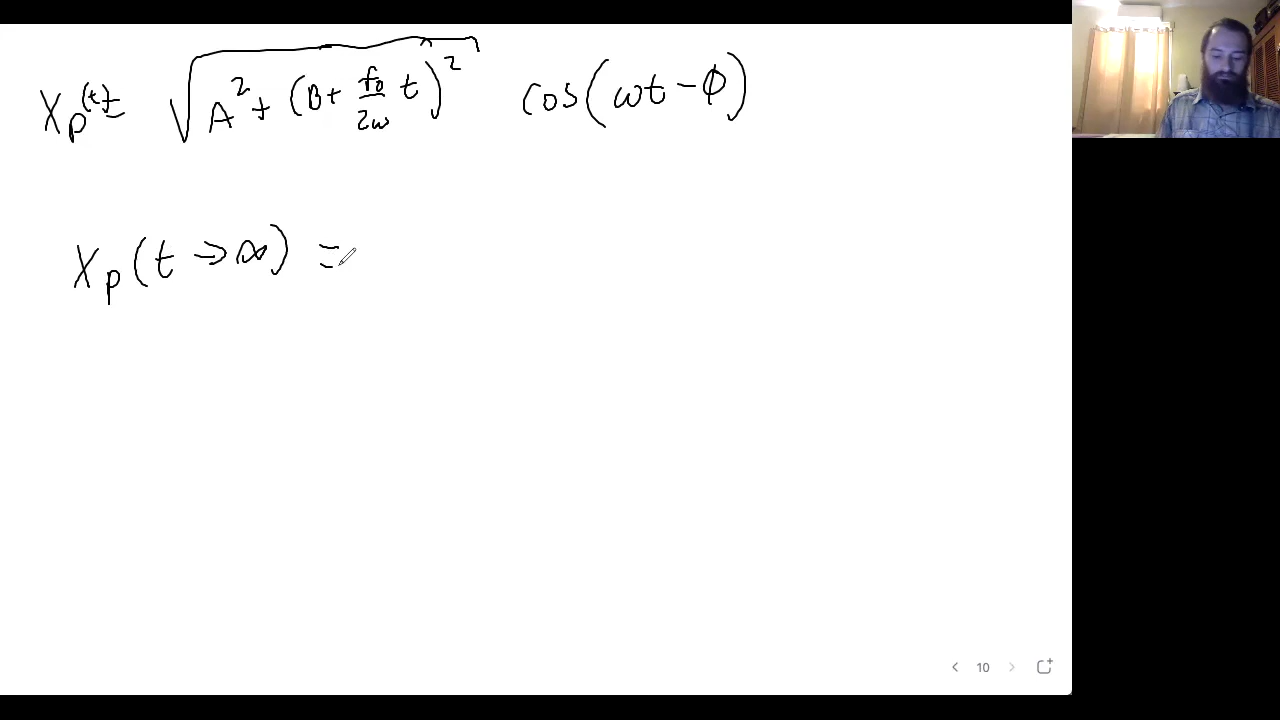 Xp(t) = √(A² + (B + f₀/2ω t)²) cos(ωt − ϕ)
Xp(t → ∞) =
< 10 >